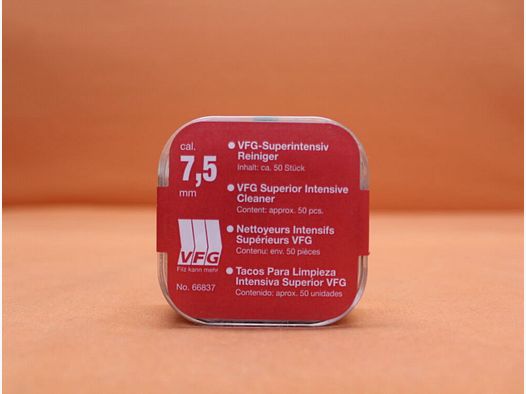 cal.
7,5
mm
VFG
Filz kann mehr
No. 66837
VFG-Superintensiv
Reiniger
Inhalt: ca. 50 Stück
VFG Superior Intensive
Cleaner
Content: approx. 50 pcs.
Nettoyeurs Intensifs
Supérieurs VFG
Contenu: env. 50 pièces
Tacos Para Limpieza
Intensiva Superior VFG
Contenido: aprox. 50 unidades